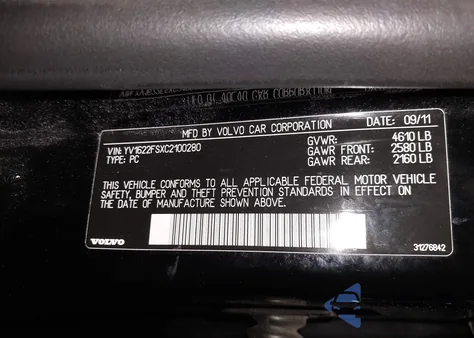 MFD BY VOLVO CAR CORPORATION DATE: 09/11
VIN: YV1622FSXC2100280 GVWR: 4610 LB
TYPE: PC GAWR FRONT: 2580 LB
GAWR REAR: 2160 LB
THIS VEHICLE CONFORMS TO ALL APPLICABLE FEDERAL MOTOR VEHICLE
SAFETY, BUMPER AND THEFT PREVENTION STANDARDS IN EFFECT ON
THE DATE OF MANUFACTURE SHOWN ABOVE.
VOLVO 31276842